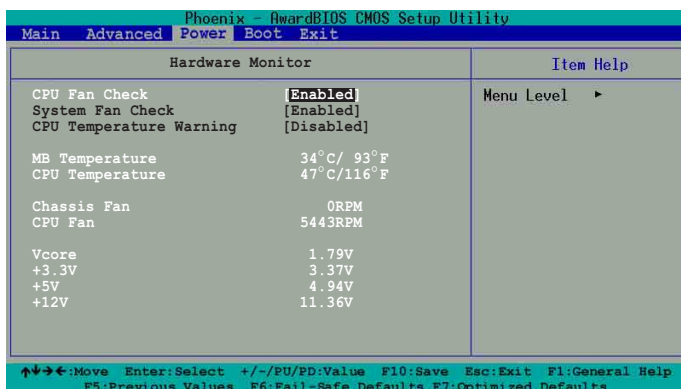 Phoenix - AwardBIOS CMOS Setup Utility
Main Advanced Power Boot Exit
Hardware Monitor
Item Help
CPU Fan Check [Enabled]
Menu Level ►
System Fan Check [Enabled]
CPU Temperature Warning [Disabled]
MB Temperature 34°C/ 93°F
CPU Temperature 47°C/116°F
Chassis Fan 0RPM
CPU Fan 5443RPM
Vcore 1.79V
+3.3V 3.37V
+5V 4.94V
+12V 11.36V
↑↓→←:Move Enter:Select +/-/PU/PD:Value F10:Save Esc:Exit F1:General Help
F5:Previous Values F6:Fail-Safe Defaults F7:Optimized Defaults